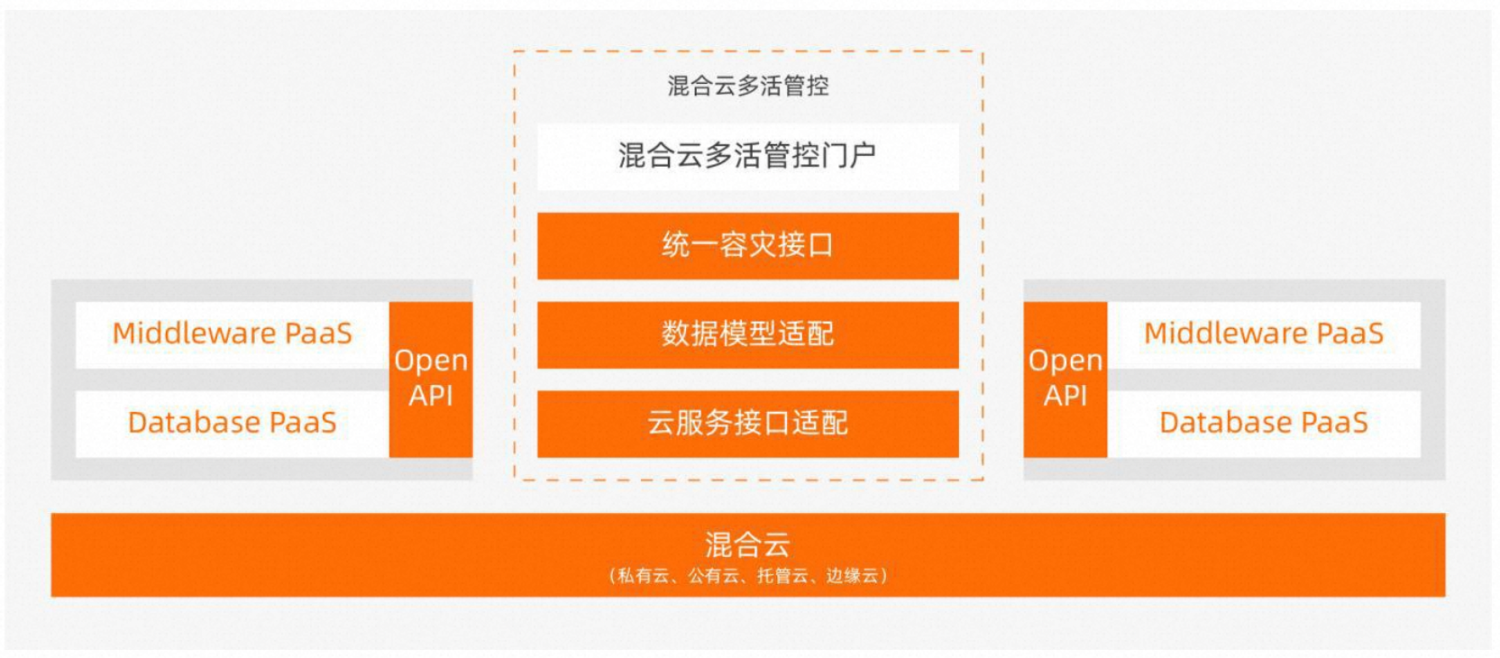 混合云多活管控
混合云多活管控门户
统一容灾接口
数据模型适配
云服务接口适配
Middleware PaaS
Database PaaS
Open
API
Open
API
Middleware PaaS
Database PaaS
混合云
（私有云、公有云、托管云、边缘云）